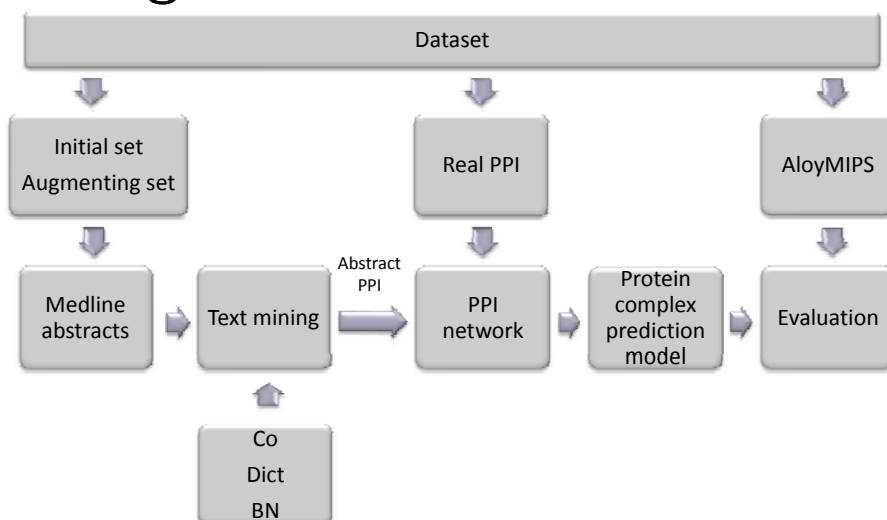 Dataset
Initial set
Augmenting set
Real PPI
AloyMIPS
Medline
abstracts
Text mining
Abstract
PPI
PPI
network
Protein
complex
prediction
model
Evaluation
Co
Dict
BN